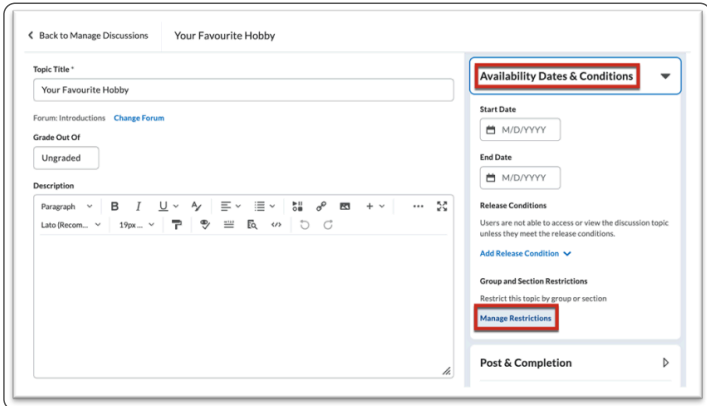 Back to Manage Discussions
Your Favourite Hobby
Topic Title *
Your Favourite Hobby
Forum: Introductions Change Forum
Grade Out Of
Ungraded
Description
Paragraph B I U
Lato (Recom... 19px ...
Availability Dates & Conditions
Start Date
M/D/YYYY
End Date
M/D/YYYY
Release Conditions
Users are not able to access or view the discussion topic
unless they meet the release conditions.
Add Release Condition
Group and Section Restrictions
Restrict this topic by group or section
Manage Restrictions
Post & Completion